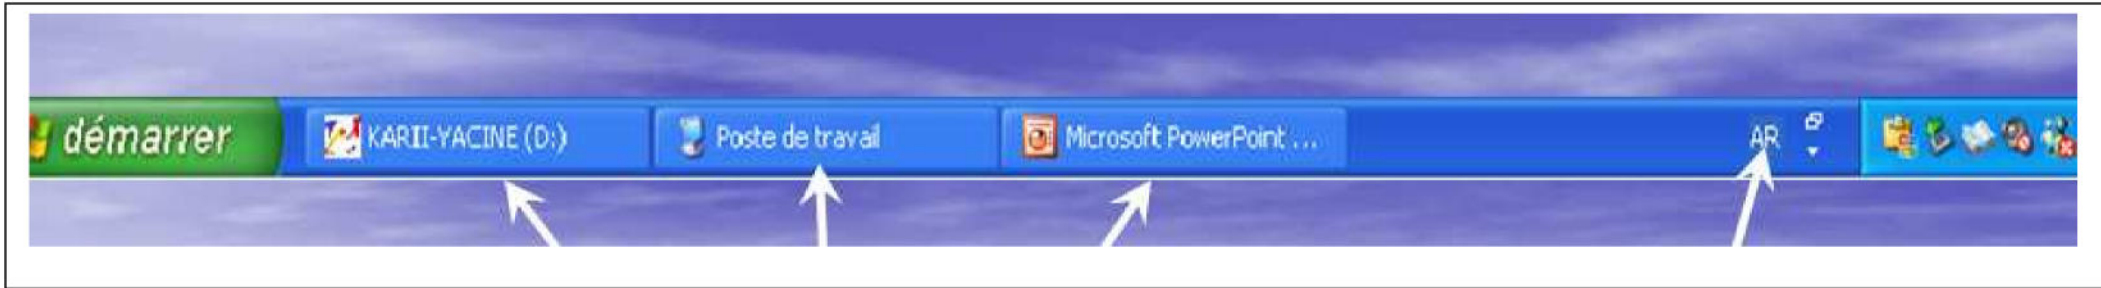 démarrer KARII-YACINE (D:) Poste de travail Microsoft PowerPoint ... AR